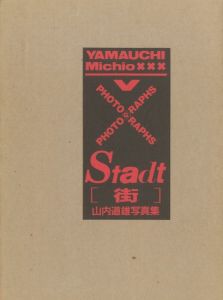 YAMAUCHI
Michio×××
PHOTOGRAPHS
PHOTOGRAPHS
Stadt
[街]
山内道雄写真集